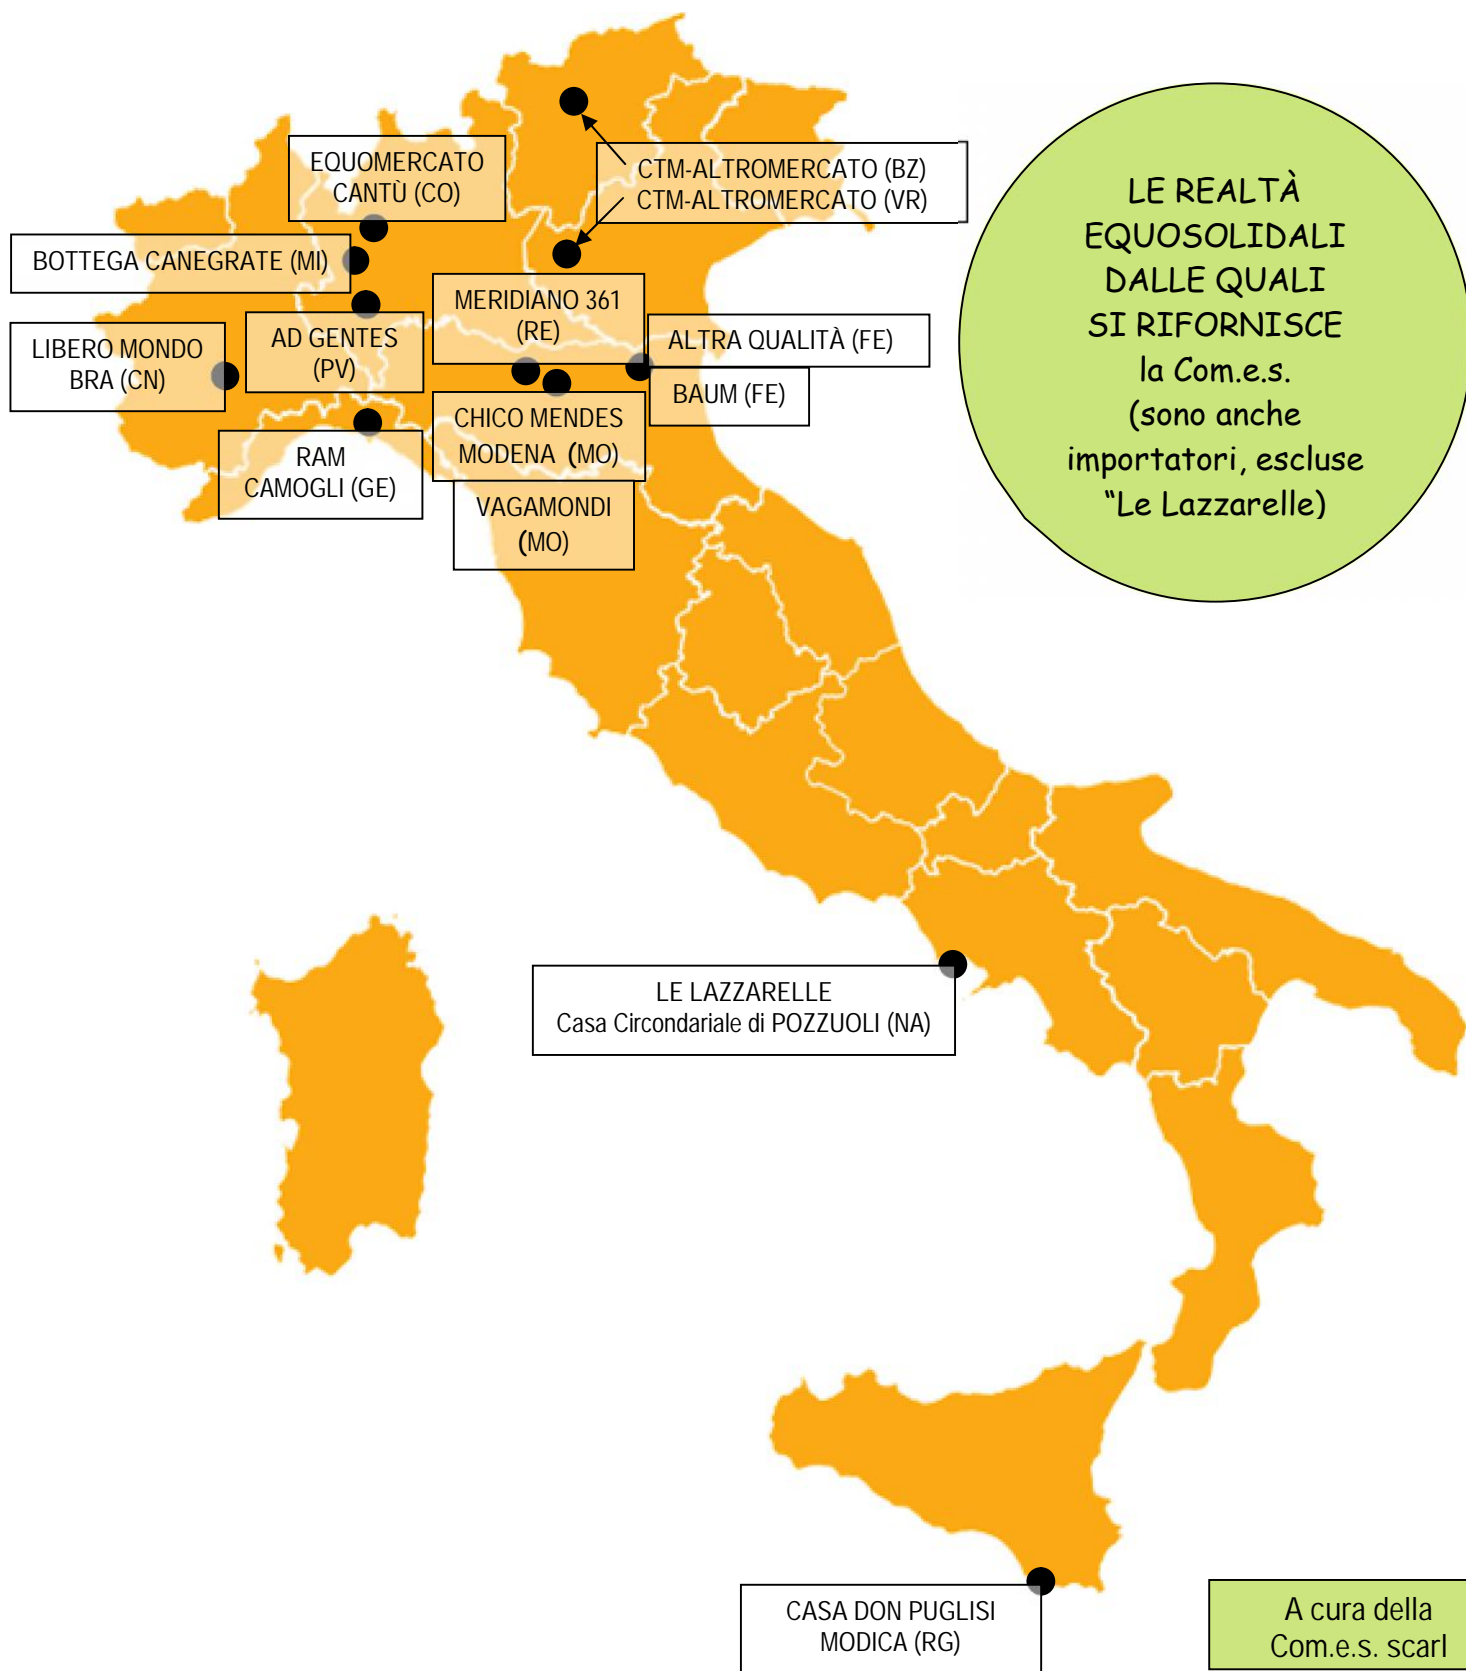 EQUOMERCATO
CANTÙ (CO)
CTM-ALTROMERCATO (BZ)
CTM-ALTROMERCATO (VR)
BOTTEGA CANEGRATE (MI)
LIBERO MONDO
BRA (CN)
AD GENTES
(PV)
MERIDIANO 361
(RE)
ALTRA QUALITÀ (FE)
BAUM (FE)
CHICO MENDES
MODENA (MO)
RAM
CAMOGLI (GE)
VAGAMONDI
(MO)
LE REALTÀ
EQUOSOLIDALI
DALLE QUALI
SI RIFORNISCE
la Com.e.s.
(sono anche
importatori, escluse
“Le Lazzarelle)
LE LAZZARELLE
Casa Circondariale di POZZUOLI (NA)
CASA DON PUGLISI
MODICA (RG)
A cura della
Com.e.s. scarl